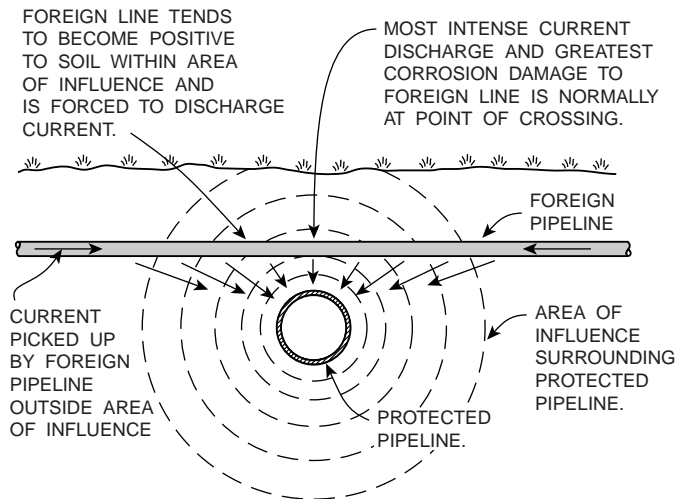 FOREIGN LINE TENDS
TO BECOME POSITIVE
TO SOIL WITHIN AREA
OF INFLUENCE AND
IS FORCED TO DISCHARGE
CURRENT.
MOST INTENSE CURRENT
DISCHARGE AND GREATEST
CORROSION DAMAGE TO
FOREIGN LINE IS NORMALLY
AT POINT OF CROSSING.
FOREIGN
PIPELINE
CURRENT
PICKED UP
BY FOREIGN
PIPELINE
OUTSIDE AREA
OF INFLUENCE
AREA OF
INFLUENCE
SURROUNDING
PROTECTED
PIPELINE.
PROTECTED
PIPELINE.